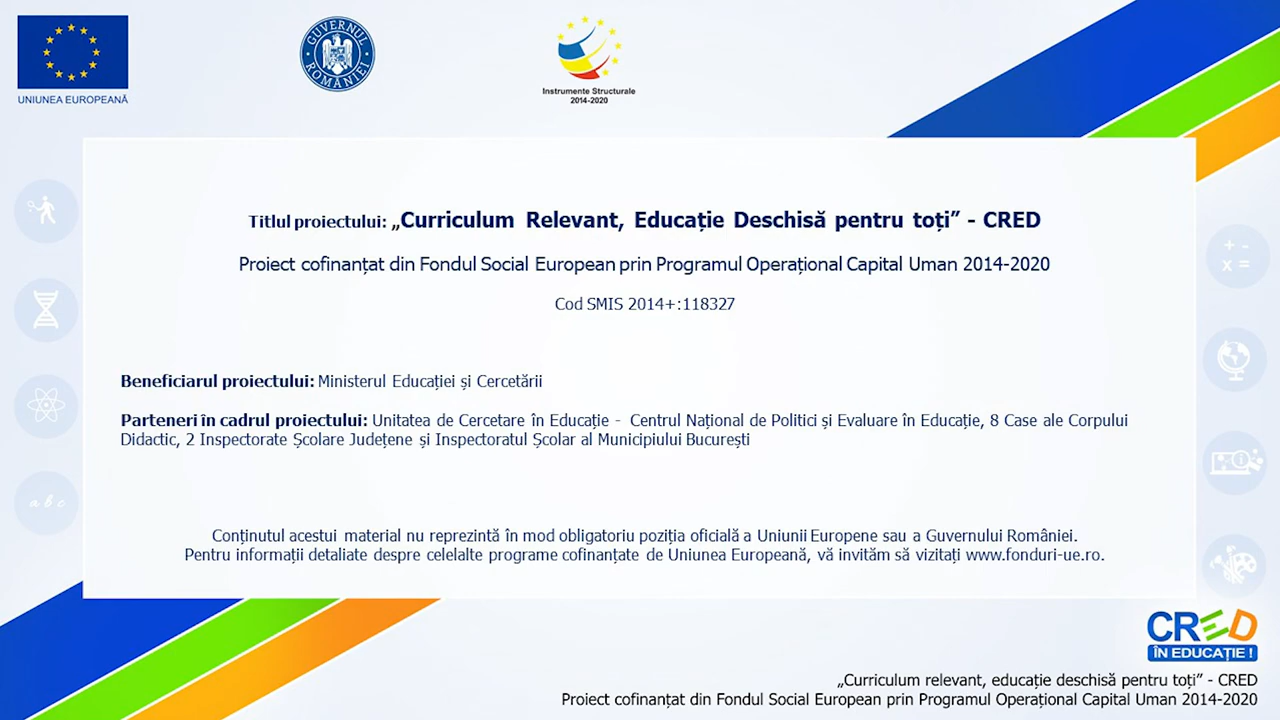 UNIUNEA EUROPEANĂ
GUVERNUL ROMÂNIEI
Instrumente Structurale
2014-2020
Titlul proiectului: „Curriculum Relevant, Educație Deschisă pentru toți” - CRED
Proiect cofinanțat din Fondul Social European prin Programul Operațional Capital Uman 2014-2020
Cod SMIS 2014+:118327
Beneficiarul proiectului: Ministerul Educației și Cercetării
Parteneri în cadrul proiectului: Unitatea de Cercetare în Educație - Centrul Național de Politici și Evaluare în Educație, 8 Case ale Corpului
Didactic, 2 Inspectorate Școlare Județene și Inspectoratul Școlar al Municipiului București
Conținutul acestui material nu reprezintă în mod obligatoriu poziția oficială a Uniunii Europene sau a Guvernului României.
Pentru informații detaliate despre celelalte programe cofinanțate de Uniunea Europeană, vă invităm să vizitați www.fonduri-ue.ro.
+ -
x =
a b c
CRED
ÎN EDUCAȚIE !
„Curriculum relevant, educație deschisă pentru toți” - CRED
Proiect cofinanțat din Fondul Social European prin Programul Operațional Capital Uman 2014-2020